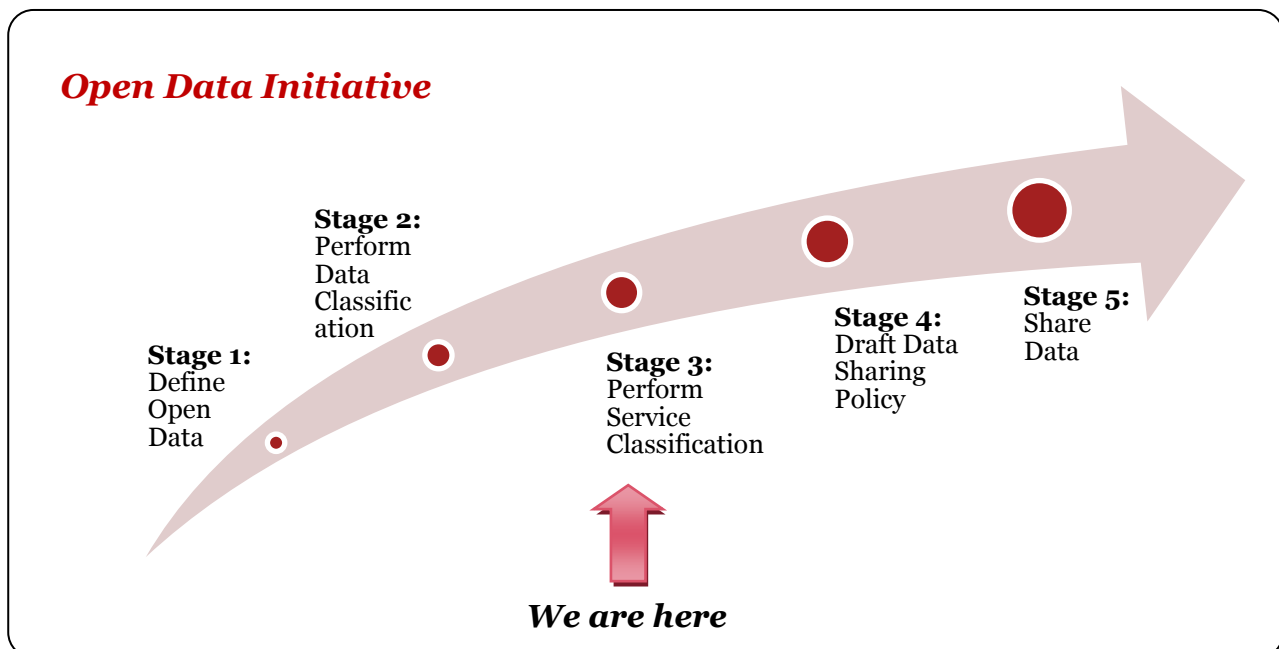 Open Data Initiative
Stage 1:
Define
Open
Data
Stage 2:
Perform
Data
Classific
ation
Stage 3:
Perform
Service
Classification
Stage 4:
Draft Data
Sharing
Policy
Stage 5:
Share
Data
We are here